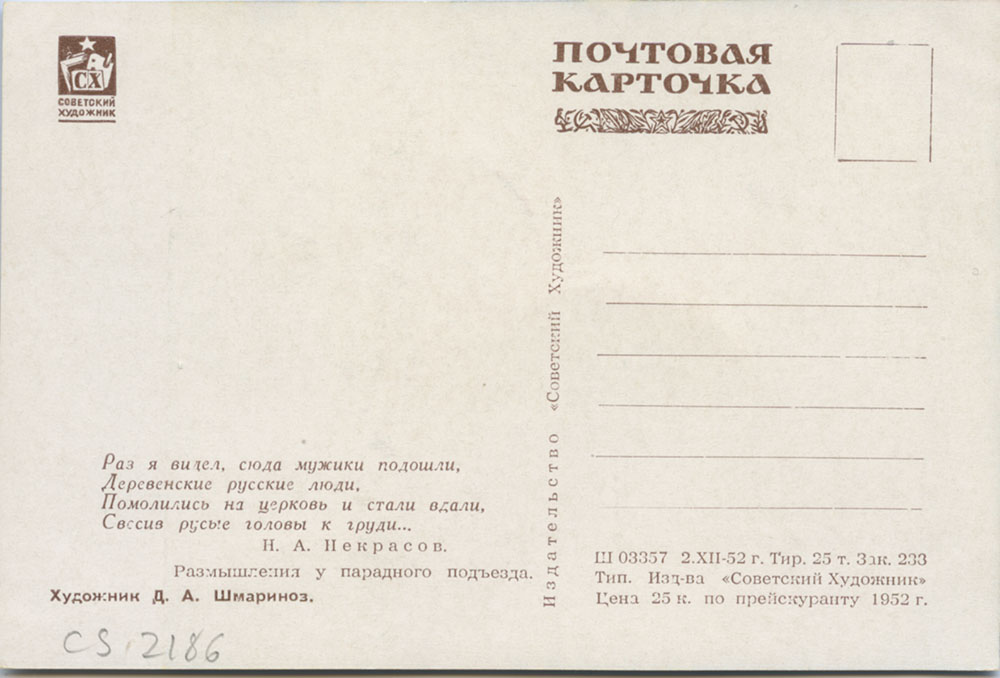 СХ
СОВЕТСКИЙ
ХУДОЖНИК
ПОЧТОВАЯ
КАРТОЧКА
Раз я видел, сюда мужики подошли,
Деревенские русские люди,
Помолились на церковь и стали вдали,
Свесив русые головы к груди...
Н. А. Некрасов.
Размышления у парадного подъезда.
Художник Д. А. Шмаринов.
CS.2186
Издательство «Советский Художник»
Ш 03357 2.XII-52 г. Тир. 25 т. Зак. 233
Тип. Изд-ва «Советский Художник»
Цена 25 к. по прейскуранту 1952 г.